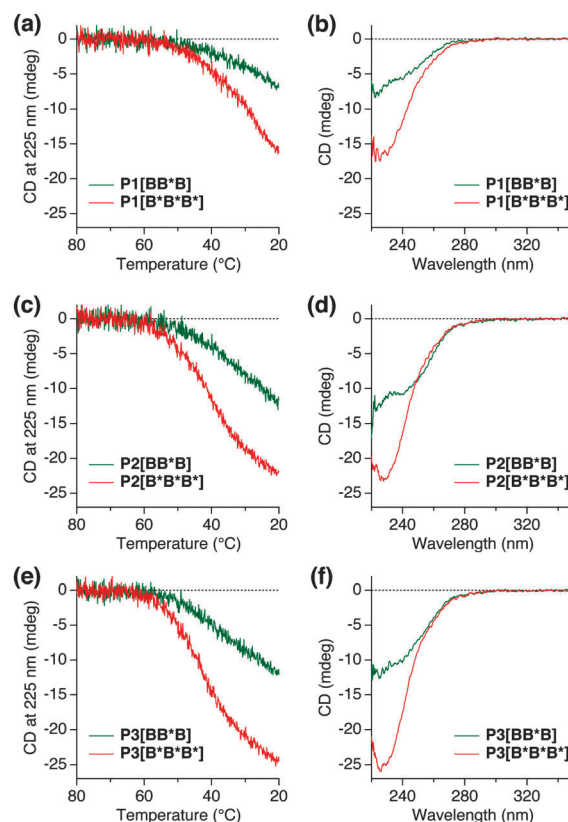 (a)
0
-5
-10
-15
-20
-25
CD at 225 nm (mdeg)
P1[BB*B]
P1[B*B*B*]
80 60 40 20
Temperature (°C)
(b)
0
-5
-10
-15
-20
-25
CD (mdeg)
P1[BB*B]
P1[B*B*B*]
240 280 320
Wavelength (nm)
(c)
0
-5
-10
-15
-20
-25
CD at 225 nm (mdeg)
P2[BB*B]
P2[B*B*B*]
80 60 40 20
Temperature (°C)
(d)
0
-5
-10
-15
-20
-25
CD (mdeg)
P2[BB*B]
P2[B*B*B*]
240 280 320
Wavelength (nm)
(e)
0
-5
-10
-15
-20
-25
CD at 225 nm (mdeg)
P3[BB*B]
P3[B*B*B*]
80 60 40 20
Temperature (°C)
(f)
0
-5
-10
-15
-20
-25
CD (mdeg)
P3[BB*B]
P3[B*B*B*]
240 280 320
Wavelength (nm)